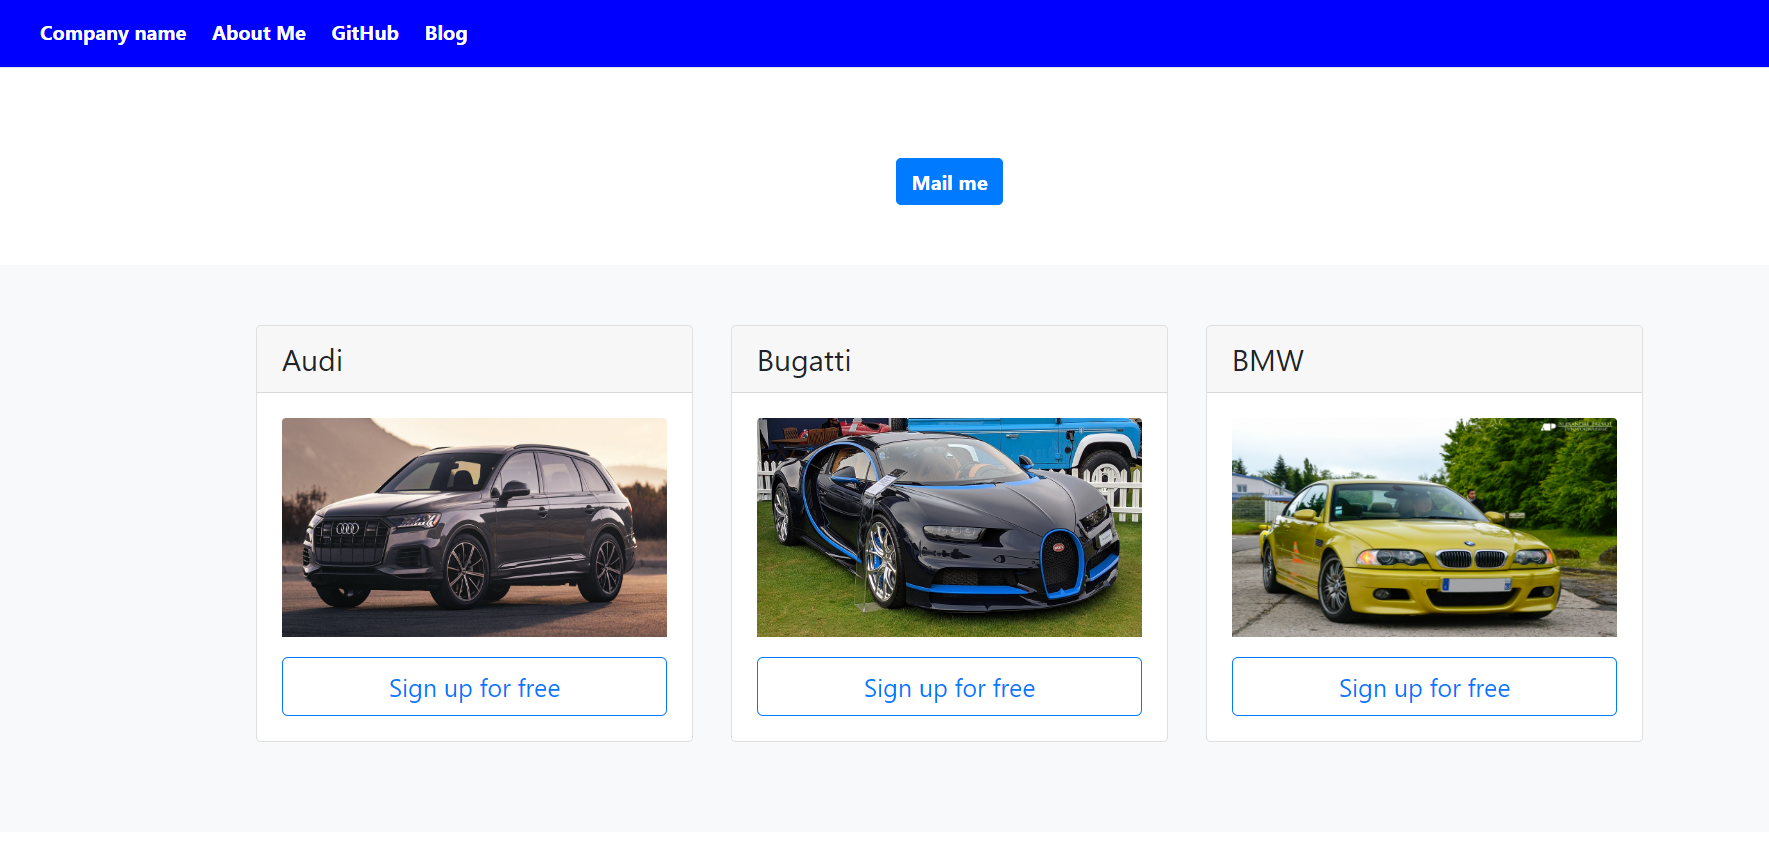 Company name About Me GitHub Blog
Mail me
Audi
Bugatti
BMW
Sign up for free
Sign up for free
Sign up for free